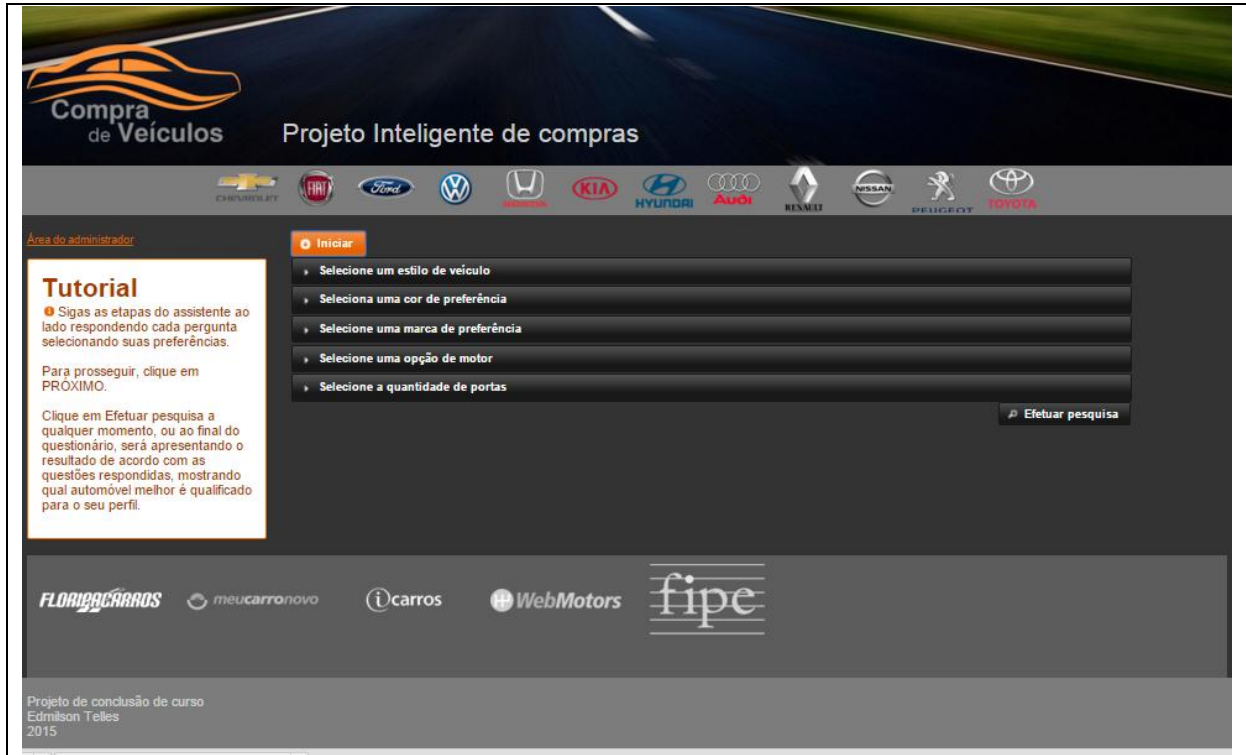 Compra
de Veículos
Projeto Inteligente de compras
CHEVROLET
FIAT
Ford
HONDA
KIA
HYUNDAI
Audi
RENAULT
NISSAN
PEUGEOT
TOYOTA
Área do administrador
Iniciar
Tutorial
Sigas as etapas do assistente ao
lado respondendo cada pergunta
selecionando suas preferências.
Para prosseguir, clique em
PRÓXIMO.
Clique em Efetuar pesquisa a
qualquer momento, ou ao final do
questionário, será apresentando o
resultado de acordo com as
questões respondidas, mostrando
qual automóvel melhor é qualificado
para o seu perfil.
Selecione um estilo de veículo
Seleciona uma cor de preferência
Selecione uma marca de preferência
Selecione uma opção de motor
Selecione a quantidade de portas
Efetuar pesquisa
FLORIPACARROS
meucarronovo
icarros
WebMotors
fipe
Projeto de conclusão de curso
Edmilson Telles
2015